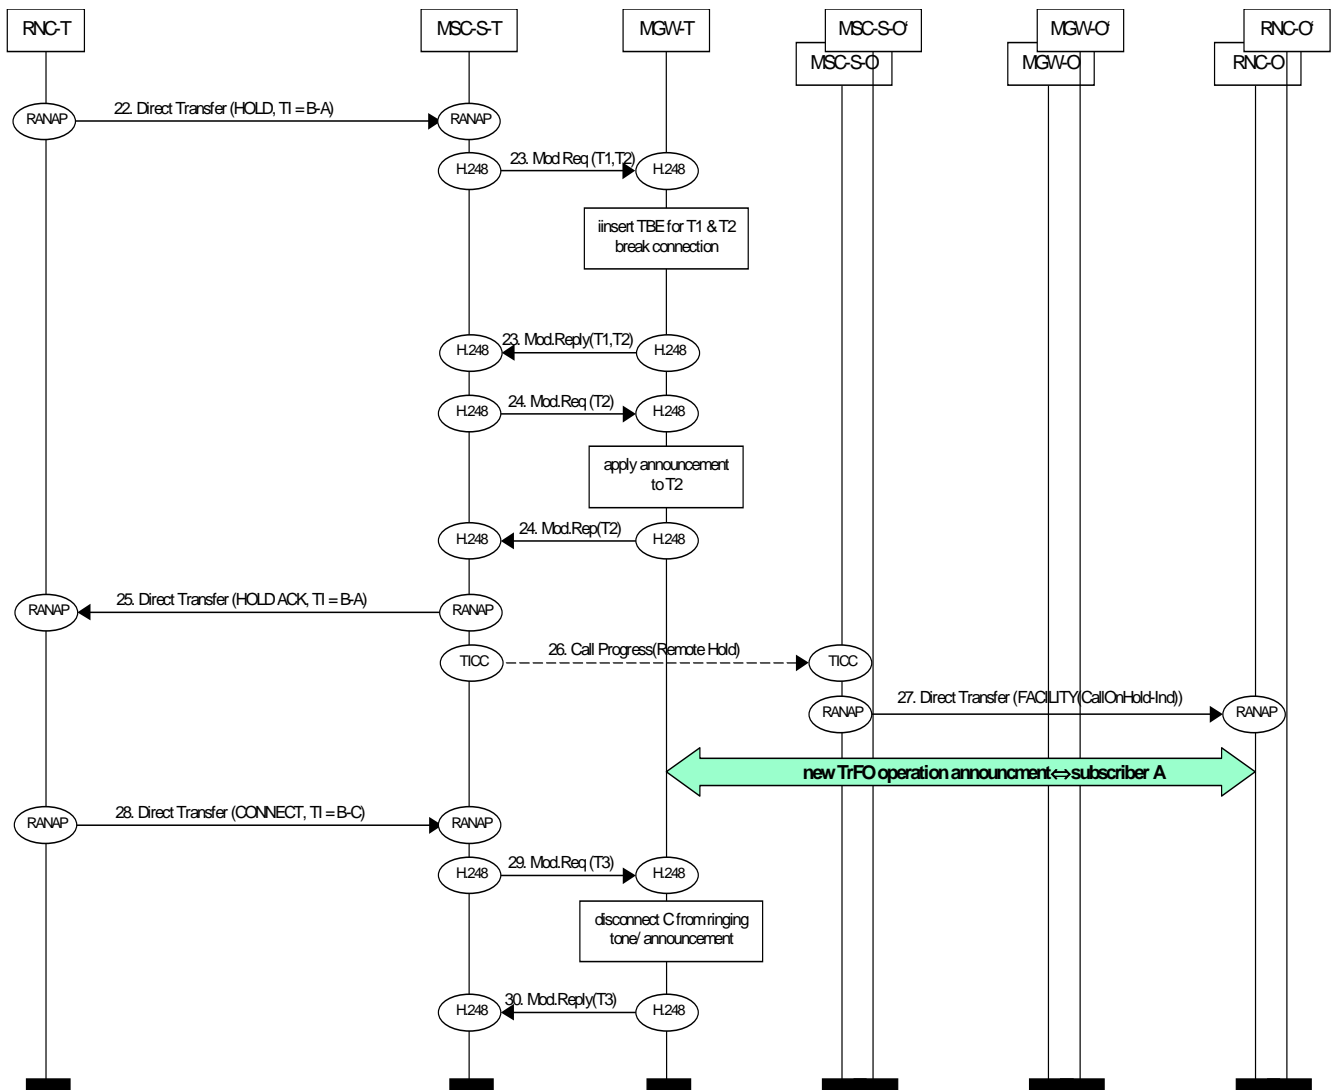 RNC-T
MSC-S-T
MGW-T
MSC-S-O'
MGW-O'
RNC-O'
MSC-S-O
MGW-O
RNC-O
22. Direct Transfer (HOLD, TI = B-A)
RANAP
RANAP
23. Mod Req (T1,T2)
H.248
H.248
iinsert TBE for T1 & T2
break connection
23. Mod.Reply(T1,T2)
H.248
H.248
24. Mod.Req (T2)
H.248
H.248
apply announcement
to T2
24. Mod.Rep(T2)
H.248
H.248
25. Direct Transfer (HOLD ACK, TI = B-A)
RANAP
RANAP
26. Call Progress(Remote Hold)
TICC
TICC
27. Direct Transfer (FACILITY(CallOnHold-Ind))
RANAP
RANAP
new TrFO operation announcment⇔subscriber A
28. Direct Transfer (CONNECT, TI = B-C)
RANAP
RANAP
29. Mod.Req (T3)
H.248
H.248
disconnect C from ringing
tone/ announcement
30. Mod.Reply(T3)
H.248
H.248